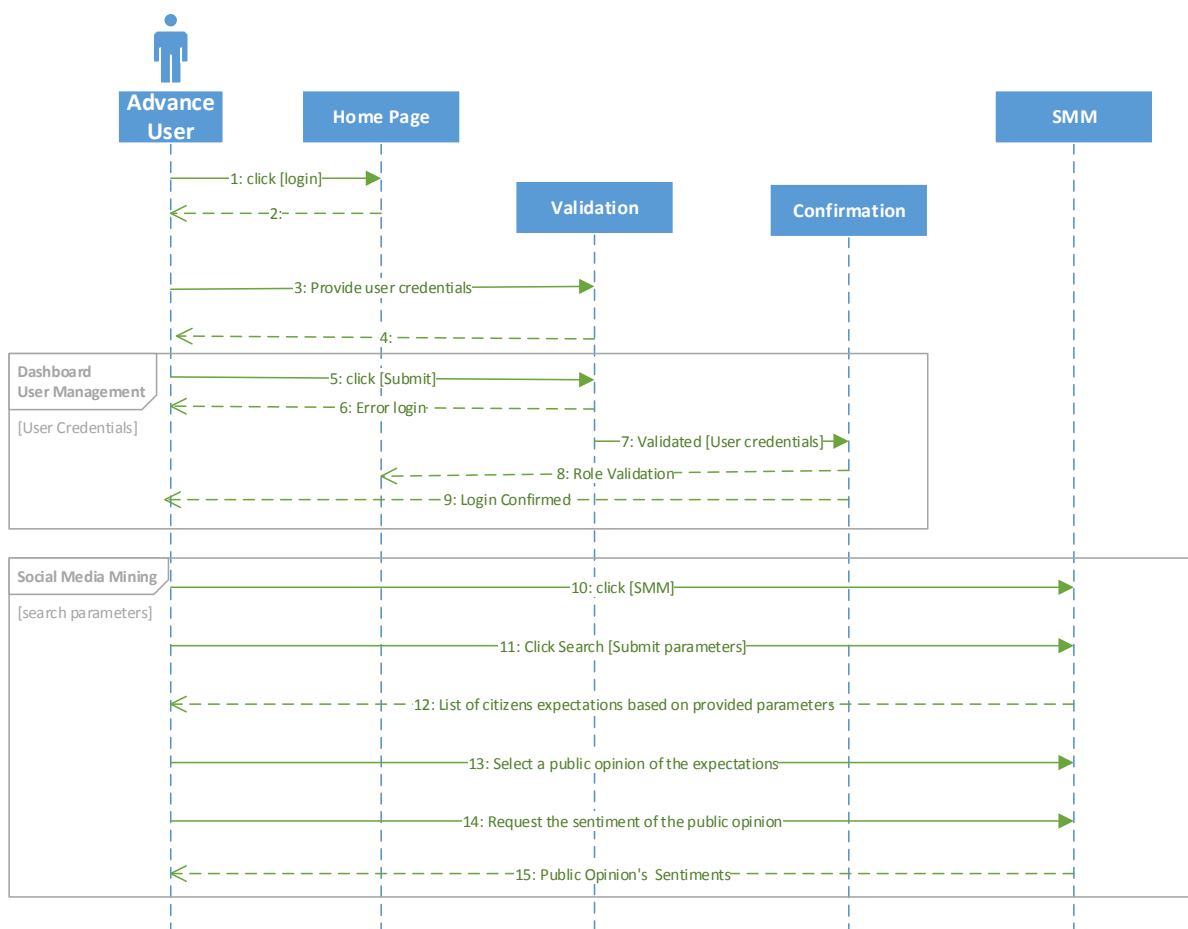 Advance
User
Home Page
SMM
1: click [login]
Validation
Confirmation
2:
3: Provide user credentials
4:
Dashboard
User Management
5: click [Submit]
6: Error login
[User Credentials]
7: Validated [User credentials]
8: Role Validation
9: Login Confirmed
Social Media Mining
10: click [SMM]
[search parameters]
11: Click Search [Submit parameters]
12: List of citizens expectations based on provided parameters
13: Select a public opinion of the expectations
14: Request the sentiment of the public opinion
15: Public Opinion's Sentiments